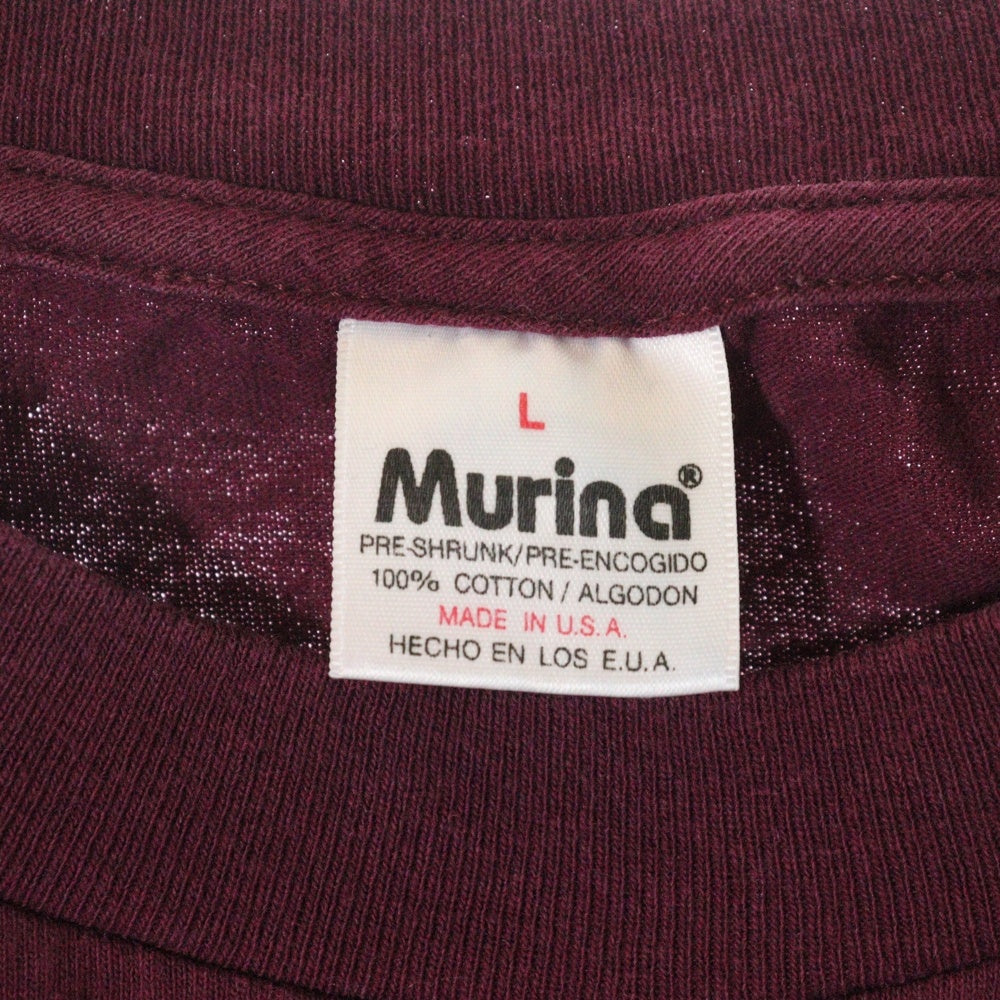 L
Murina®
PRE-SHRUNK/PRE-ENCOGIDO
100% COTTON / ALGODON
MADE IN U.S.A.
HECHO EN LOS E.U.A.